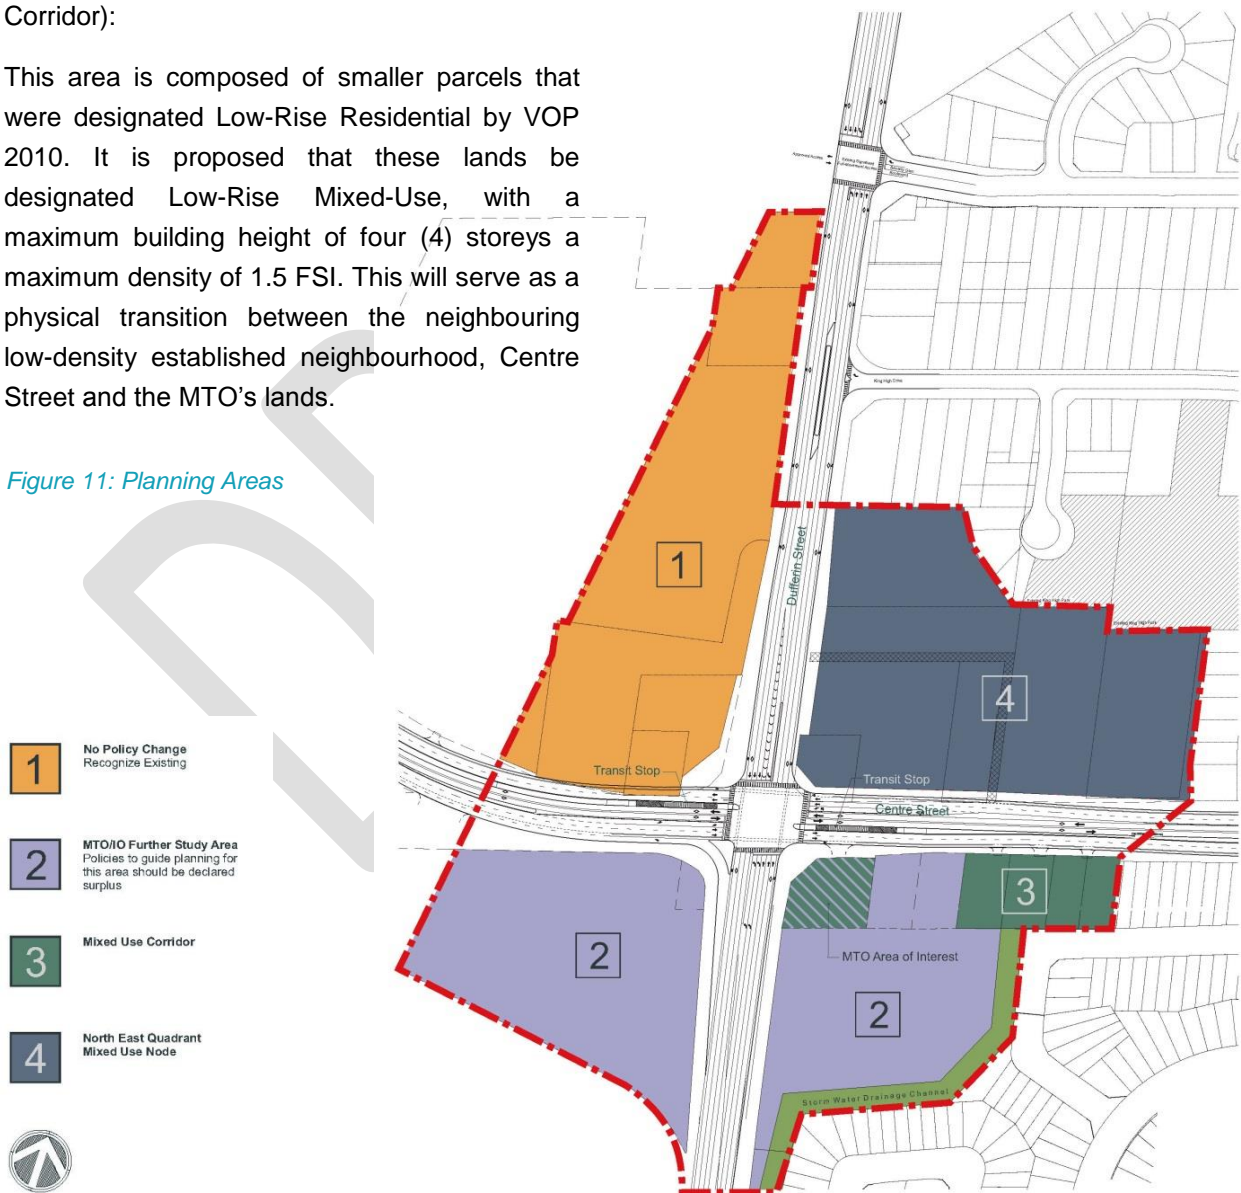 Corridor):
This area is composed of smaller parcels that
were designated Low-Rise Residential by VOP
2010. It is proposed that these lands be
designated Low-Rise Mixed-Use, with a
maximum building height of four (4) storeys a
maximum density of 1.5 FSI. This will serve as a
physical transition between the neighbouring
low-density established neighbourhood, Centre
Street and the MTO's lands.
Figure 11: Planning Areas
1
No Policy Change
Recognize Existing
2
MTO/IO Further Study Area
Policies to guide planning for
this area should be declared
surplus
3
Mixed Use Corridor
4
North East Quadrant
Mixed Use Node
King High Drive
Dufferin Street
1
4
Transit Stop
Transit Stop
Centre Street
3
2
MTO Area of Interest
2
Storm Water Drainage Channel